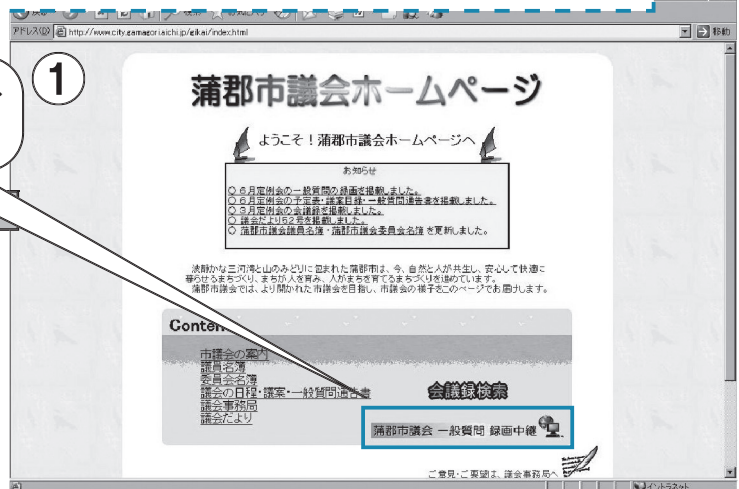 アドレス(D) http://www.city.gamagori.aichi.jp/gikai/index.html 移動
①
蒲郡市議会ホームページ
ようこそ!蒲郡市議会ホームページへ
お知らせ
○ 6月定例会の一般質問の録画を掲載しました。
○ 6月定例会の予定表・議案目録・一般質問通告書を掲載しました。
○ 3月定例会の会議録を掲載しました。
○ 議会だより52号を掲載しました。
○ 蒲郡市議会議員名簿・蒲郡市議会委員会名簿 を更新しました。
波静かな三河湾と山のみどりに包まれた蒲郡市は、今、自然と人が共生し、安心して快適に
暮らせるまちづくり、まちが人を育み、人がまちを育てるまちづくりを進めています。
蒲郡市議会では、より開かれた市議会を目指し、市議会の様子をこのページでお届けします。
Conten
市議会の案内
議員名簿
委員会名簿
議会の日程・議案・一般質問通告書
議会事務局
議会だより
会議録検索
蒲郡市議会 一般質問 録画中継
ご意見・ご要望は、議会事務局へ
イントラネット